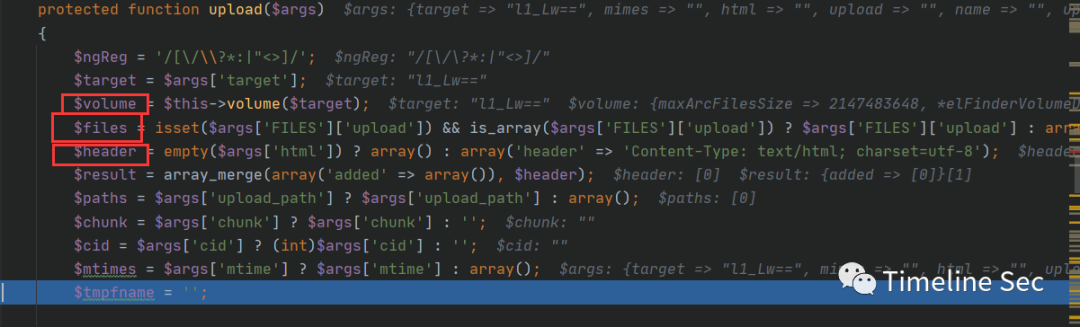 protected function upload($args)  $args: {target => "l1_Lw==", mimes => "", html => "", upload => "", name => "", up
{
$ngReg = '/[\/\\?*:|"<>]/';  $ngReg: "/[\/\?*:|"<>]/"
$target = $args['target'];  $target: "l1_Lw=="
$volume = $this->volume($target);  $target: "l1_Lw=="  $volume: {maxArcFilesSize => 2147483648, *elFinderVolumeD
$files = isset($args['FILES']['upload']) && is_array($args['FILES']['upload']) ? $args['FILES']['upload'] : arra
$header = empty($args['html']) ? array() : array('header' => 'Content-Type: text/html; charset=utf-8');  $heade
$result = array_merge(array('added' => array()), $header);  $header: [0]  $result: {added => [0]}[1]
$paths = $args['upload_path'] ? $args['upload_path'] : array();  $paths: [0]
$chunk = $args['chunk'] ? $args['chunk'] : '';  $chunk: ""
$cid = $args['cid'] ? (int)$args['cid'] : '';  $cid: ""
$mtimes = $args['mtime'] ? $args['mtime'] : array();  $args: {target => "l1_Lw==", mi
$tmpfname = '';
Timeline Sec